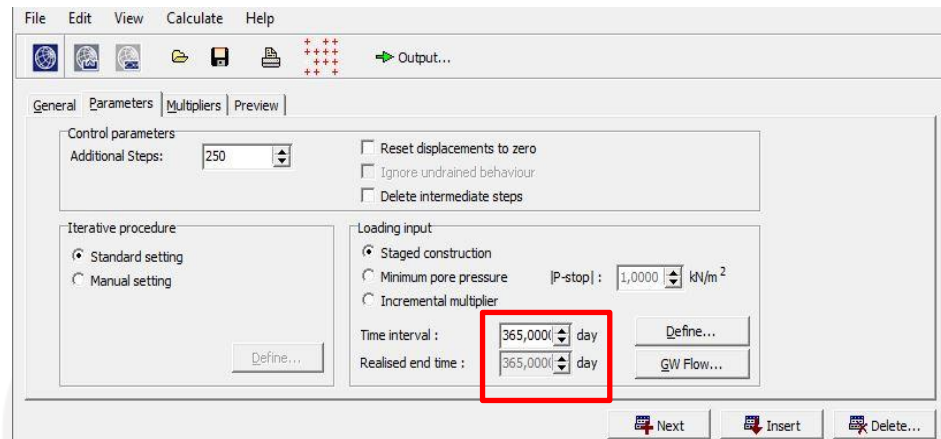 File Edit View Calculate Help
Output...
General Parameters Multipliers Preview
Control parameters
Additional Steps: 250
Reset displacements to zero
Ignore undrained behaviour
Delete intermediate steps
Iterative procedure
Standard setting
Manual setting
Define...
Loading input
Staged construction
Minimum pore pressure |P-stop| : 1,0000 kN/m 2
Incremental multiplier
Time interval : 365,000 day
Realised end time : 365,000 day
Define...
GW Flow...
Next Insert Delete...